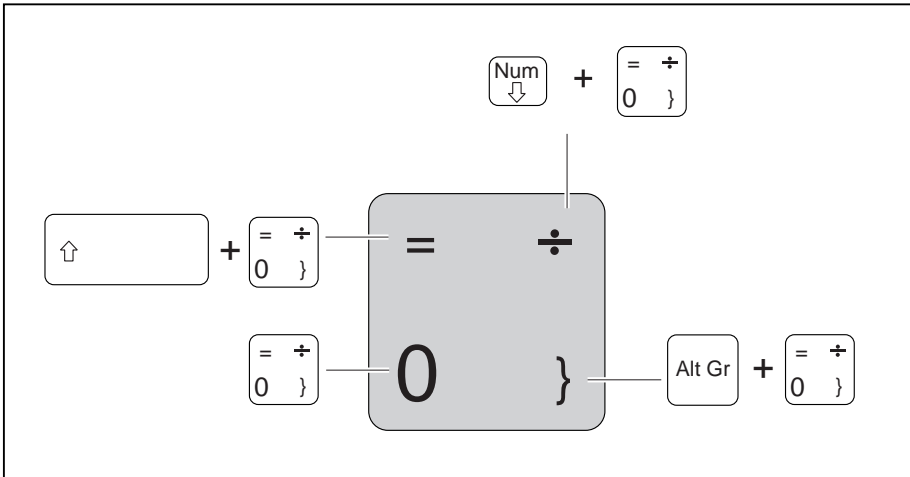 Num ⇩ + = ÷ 0 }
⇧ + = ÷ 0 }
= ÷
= ÷ 0 }
0 }
Alt Gr + = ÷ 0 }